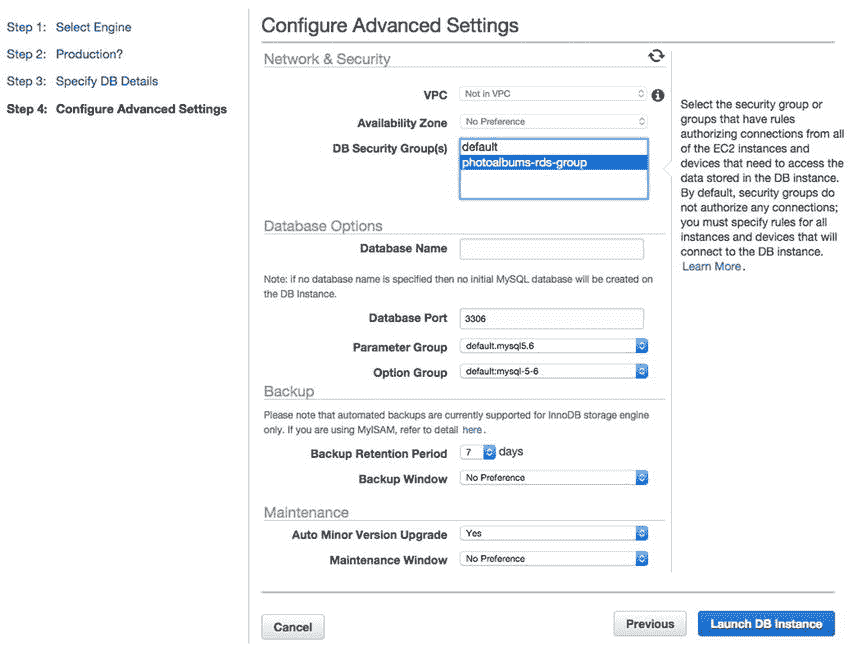 Step 1: Select Engine
Step 2: Production?
Step 3: Specify DB Details
Step 4: Configure Advanced Settings
Configure Advanced Settings
Network & Security
VPC Not in VPC
Availability Zone No Preference
DB Security Group(s) default
photoalbums-rds-group
Select the security group or
groups that have rules
authorizing connections from all
of the EC2 instances and
devices that need to access the
data stored in the DB instance.
By default, security groups do
not authorize any connections;
you must specify rules for all
instances and devices that will
connect to the DB instance.
Learn More.
Database Options
Database Name
Note: if no database name is specified then no initial MySQL database will be created on
the DB Instance.
Database Port 3306
Parameter Group default.mysql5.6
Option Group default:mysql-5-6
Backup
Please note that automated backups are currently supported for InnoDB storage engine
only. If you are using MyISAM, refer to detail here.
Backup Retention Period 7 days
Backup Window No Preference
Maintenance
Auto Minor Version Upgrade Yes
Maintenance Window No Preference
Cancel Previous Launch DB Instance